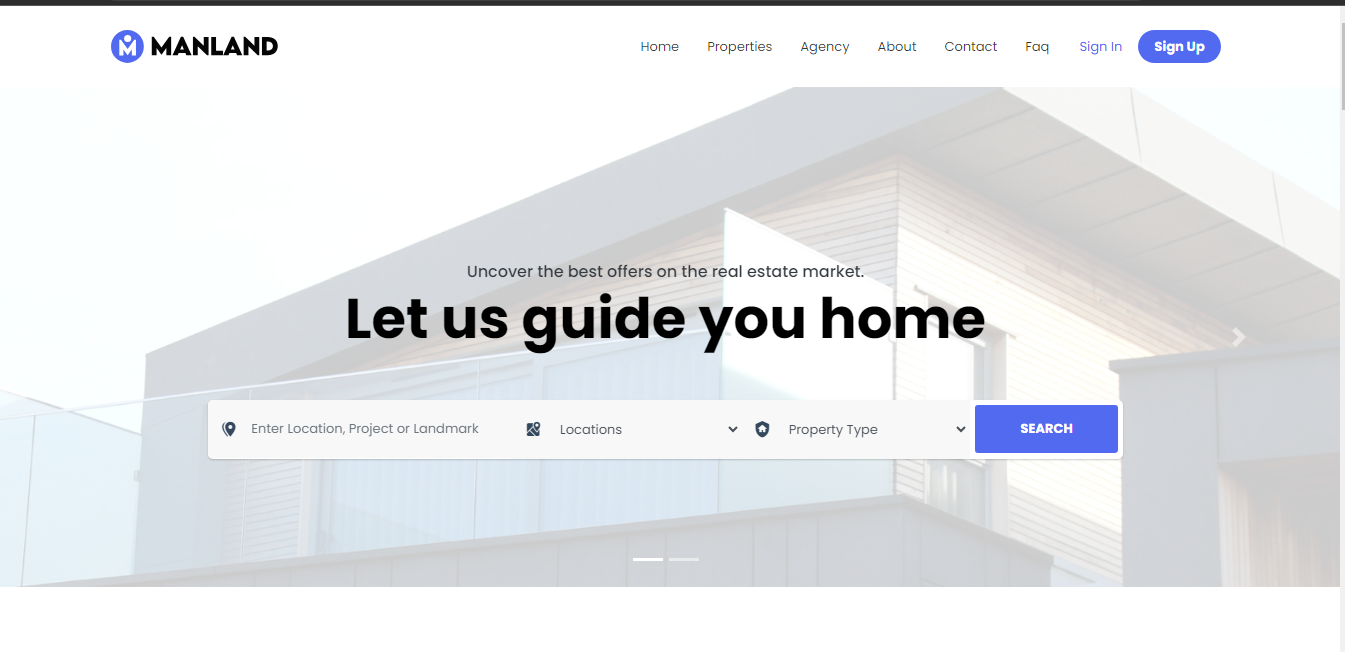 MANLAND
Home Properties Agency About Contact Faq Sign In Sign Up
Uncover the best offers on the real estate market.
Let us guide you home
Enter Location, Project or Landmark Locations Property Type SEARCH